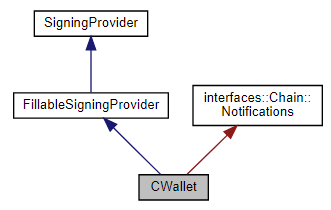 SigningProvider
FillableSigningProvider
interfaces::Chain::
Notifications
CWallet